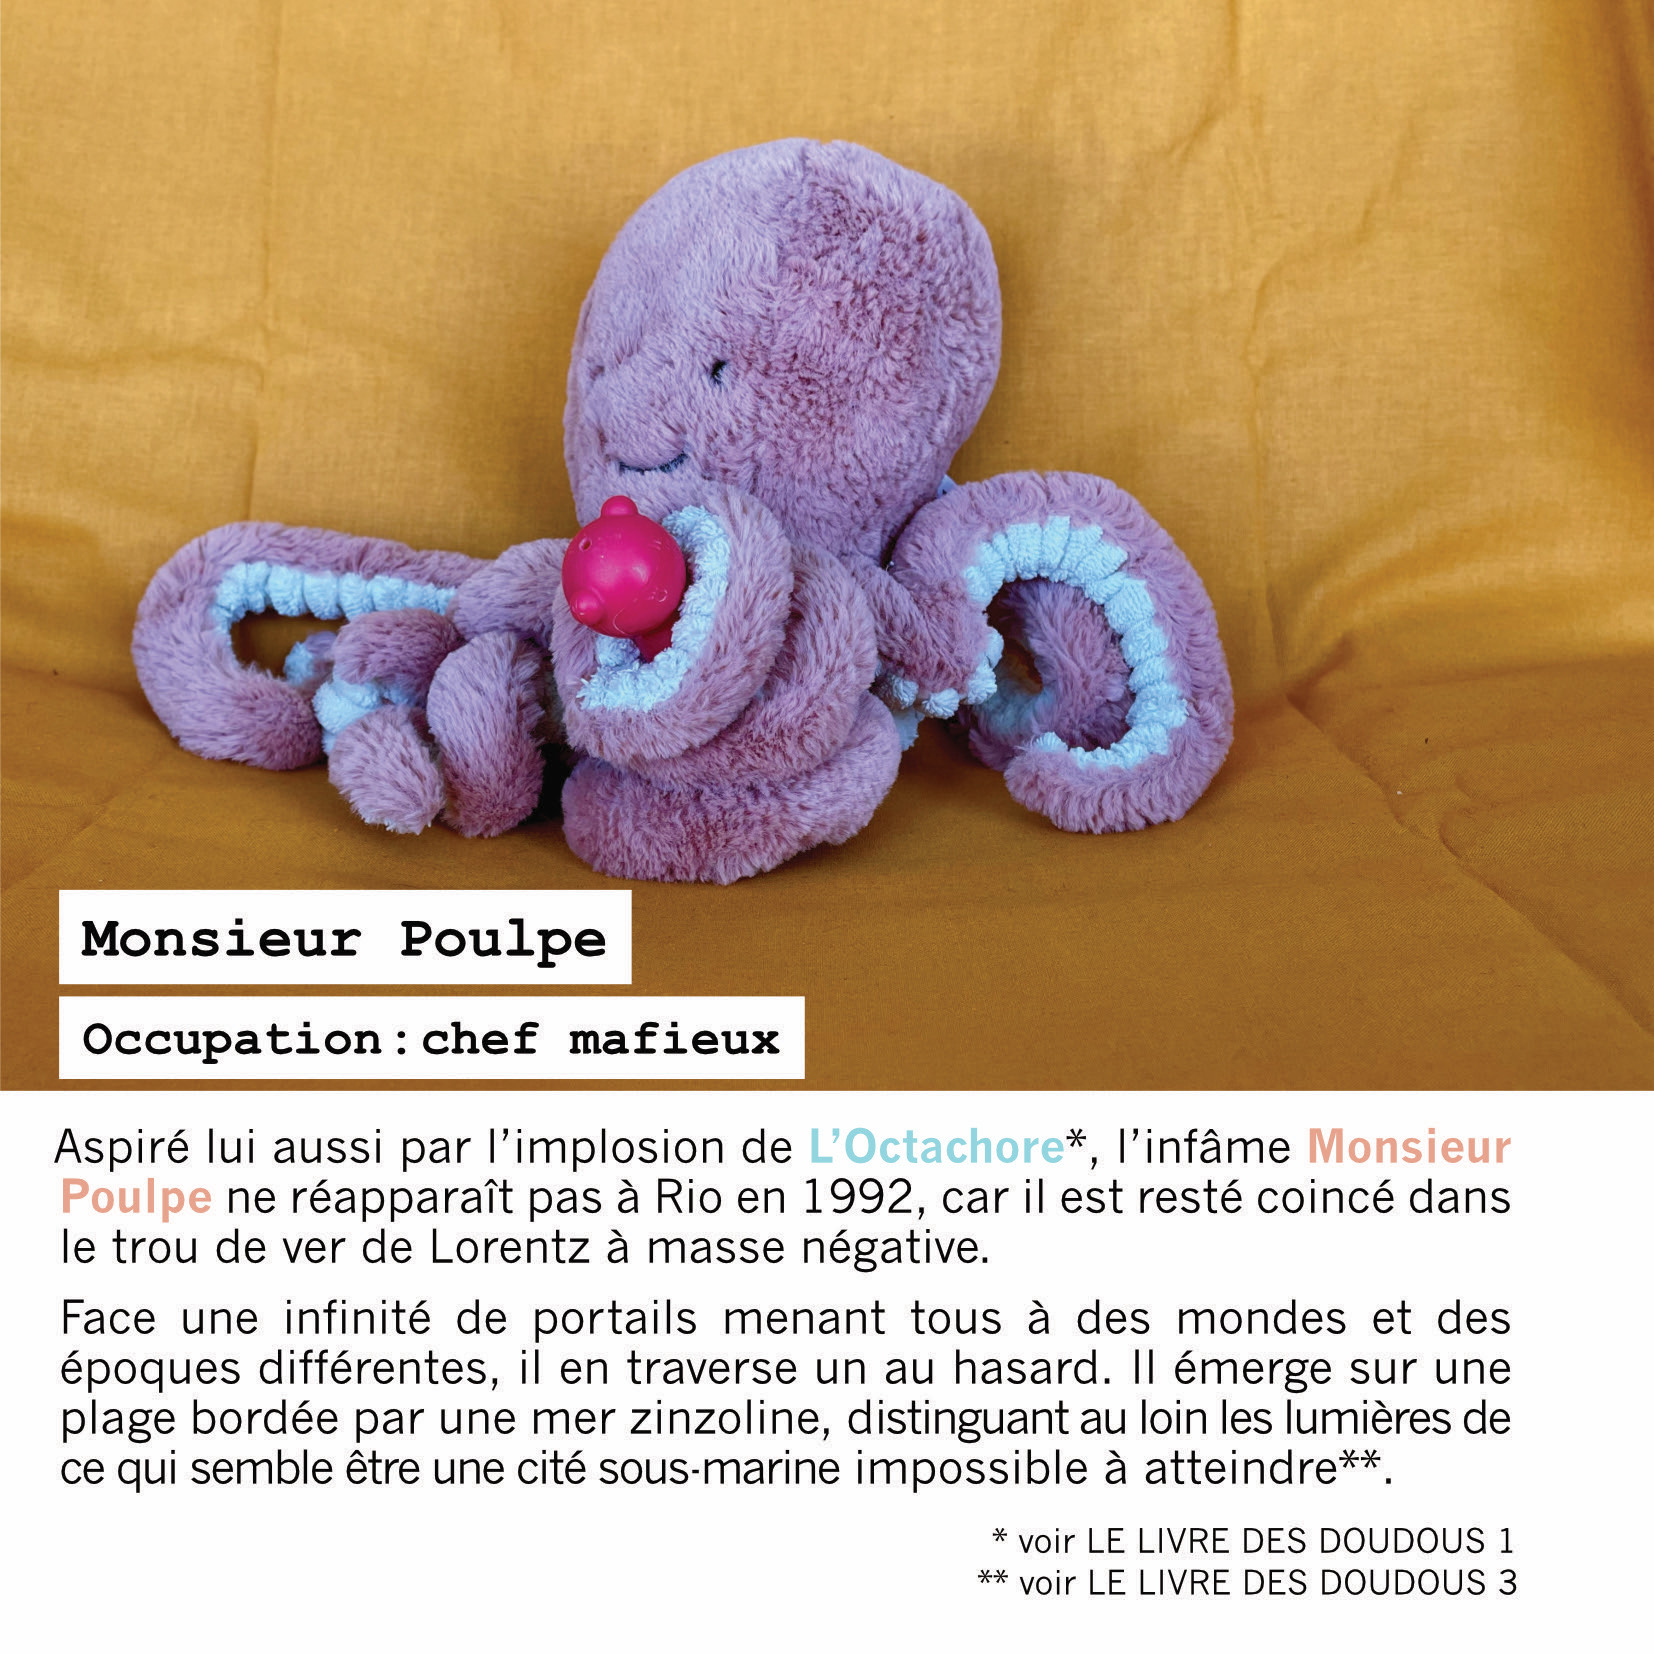 Monsieur Poulpe
Occupation : chef mafieux
Aspiré lui aussi par l’implosion de L’Octachore*, l’infâme Monsieur
Poulpe ne réapparaît pas à Rio en 1992, car il est resté coincé dans
le trou de ver de Lorentz à masse négative.
Face une infinité de portails menant tous à des mondes et des
époques différentes, il en traverse un au hasard. Il émerge sur une
plage bordée par une mer zinzoline, distinguant au loin les lumières de
ce qui semble être une cité sous-marine impossible à atteindre**.
* voir LE LIVRE DES DOUDOUS 1
** voir LE LIVRE DES DOUDOUS 3